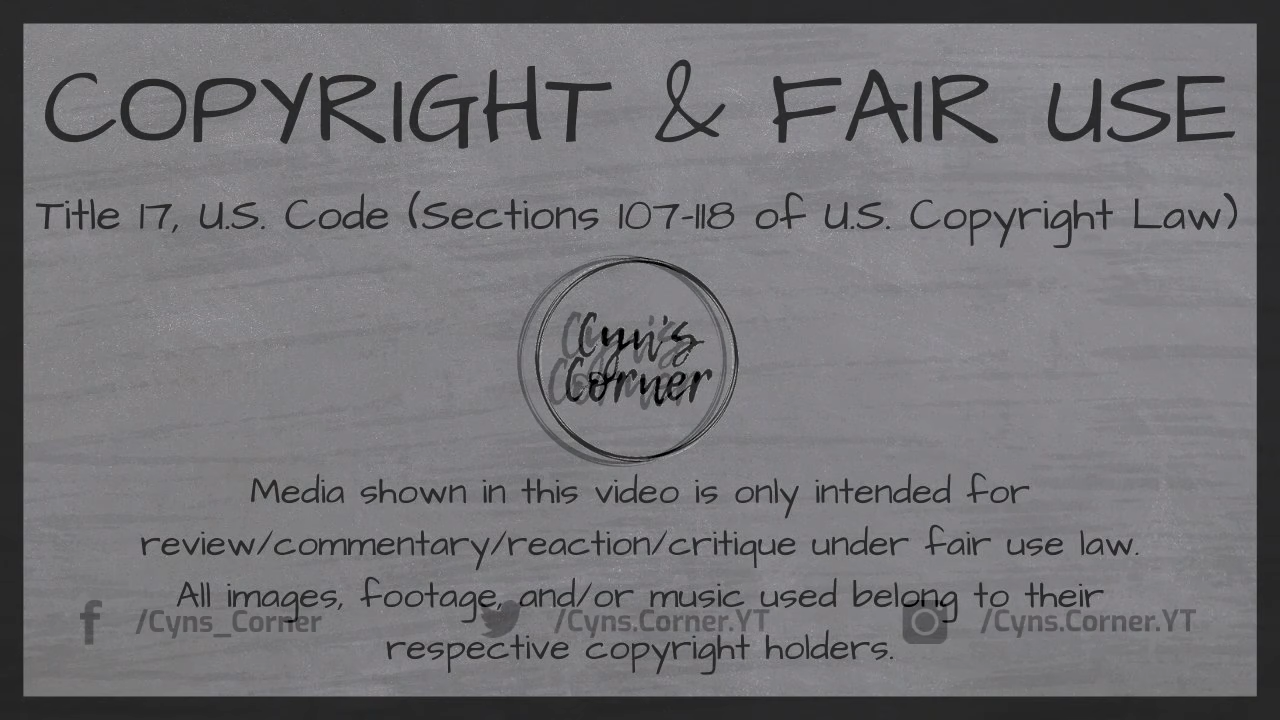 COPYRIGHT & FAIR USE
Title 17, U.S. Code (Sections 107-118 of U.S. Copyright Law)
Cyn's
Corner
Media shown in this video is only intended for
review/commentary/reaction/critique under fair use law.
All images, footage, and/or music used belong to their
/Cyns_Corner /Cyns.Corner.YT /Cyns.Corner.YT
respective copyright holders.